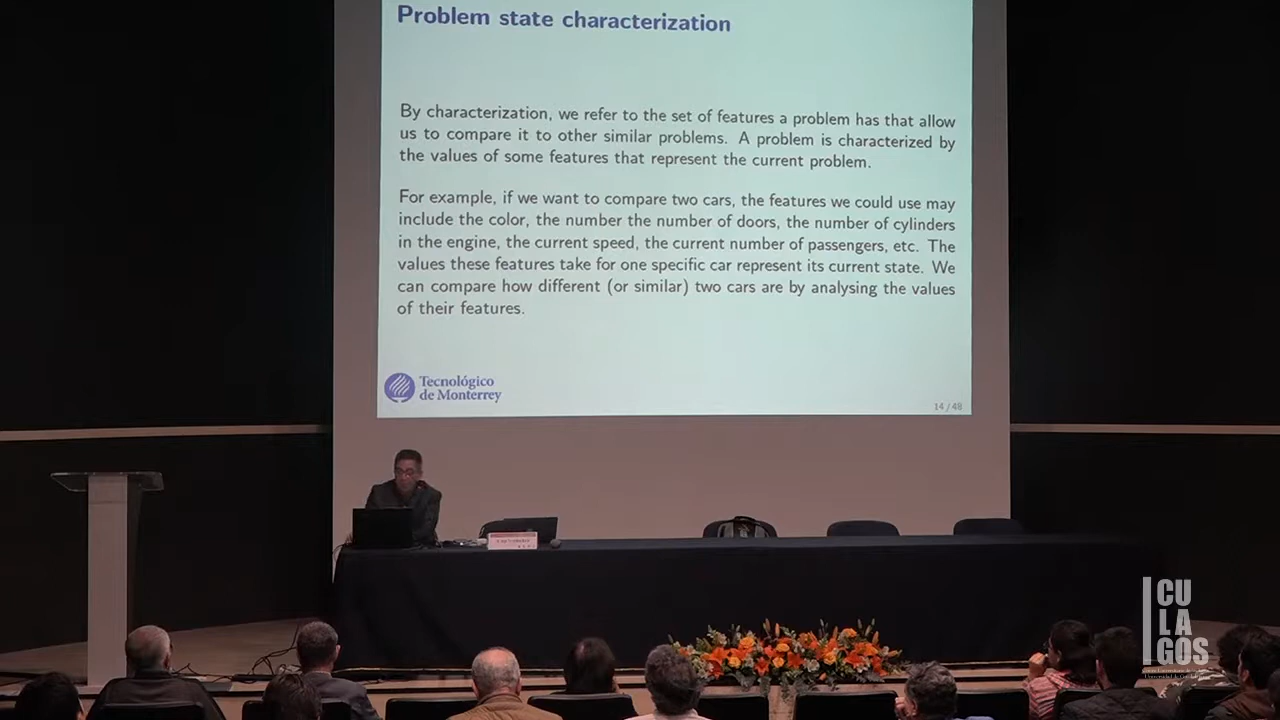 Problem state characterization
By characterization, we refer to the set of features a problem has that allow
us to compare it to other similar problems. A problem is characterized by
the values of some features that represent the current problem.
For example, if we want to compare two cars, the features we could use may
include the color, the number the number of doors, the number of cylinders
in the engine, the current speed, the current number of passengers, etc. The
values these features take for one specific car represent its current state. We
can compare how different (or similar) two cars are by analysing the values
of their features.
Tecnológico
de Monterrey
14 / 48
CU
LA
GOS